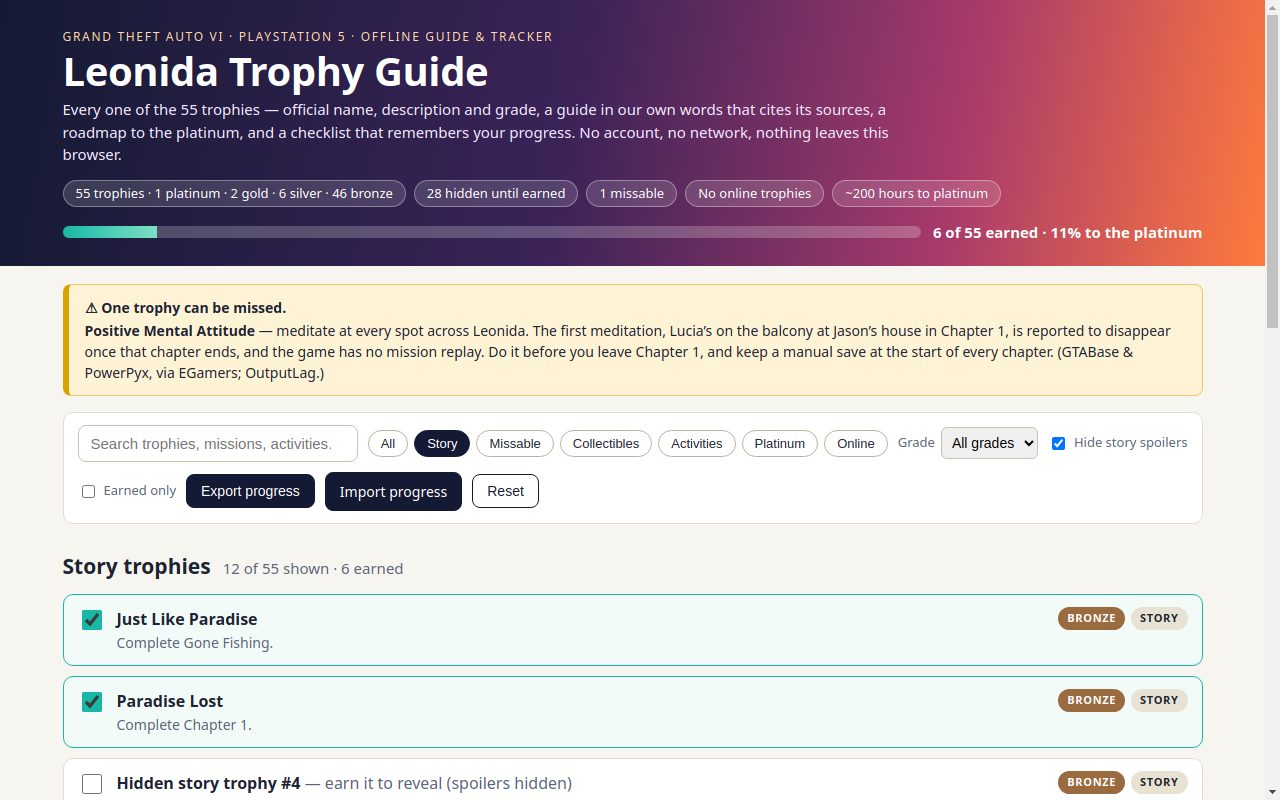 GRAND THEFT AUTO VI · PLAYSTATION 5 · OFFLINE GUIDE & TRACKER
Leonida Trophy Guide
Every one of the 55 trophies — official name, description and grade, a guide in our own words that cites its sources, a
roadmap to the platinum, and a checklist that remembers your progress. No account, no network, nothing leaves this
browser.
55 trophies · 1 platinum · 2 gold · 6 silver · 46 bronze
28 hidden until earned
1 missable
No online trophies
~200 hours to platinum
6 of 55 earned · 11% to the platinum
⚠ One trophy can be missed.
Positive Mental Attitude — meditate at every spot across Leonida. The first meditation, Lucia’s on the balcony at Jason’s house in Chapter 1, is reported to disappear
once that chapter ends, and the game has no mission replay. Do it before you leave Chapter 1, and keep a manual save at the start of every chapter. (GTABase &
PowerPyx, via EGamers; OutputLag.)
Search trophies, missions, activities.
All
Story
Missable
Collectibles
Activities
Platinum
Online
Grade
All grades
Hide story spoilers
Earned only
Export progress
Import progress
Reset
Story trophies
12 of 55 shown · 6 earned
Just Like Paradise
BRONZE
STORY
Complete Gone Fishing.
Paradise Lost
BRONZE
STORY
Complete Chapter 1.
Hidden story trophy #4 — earn it to reveal (spoilers hidden)
BRONZE
STORY